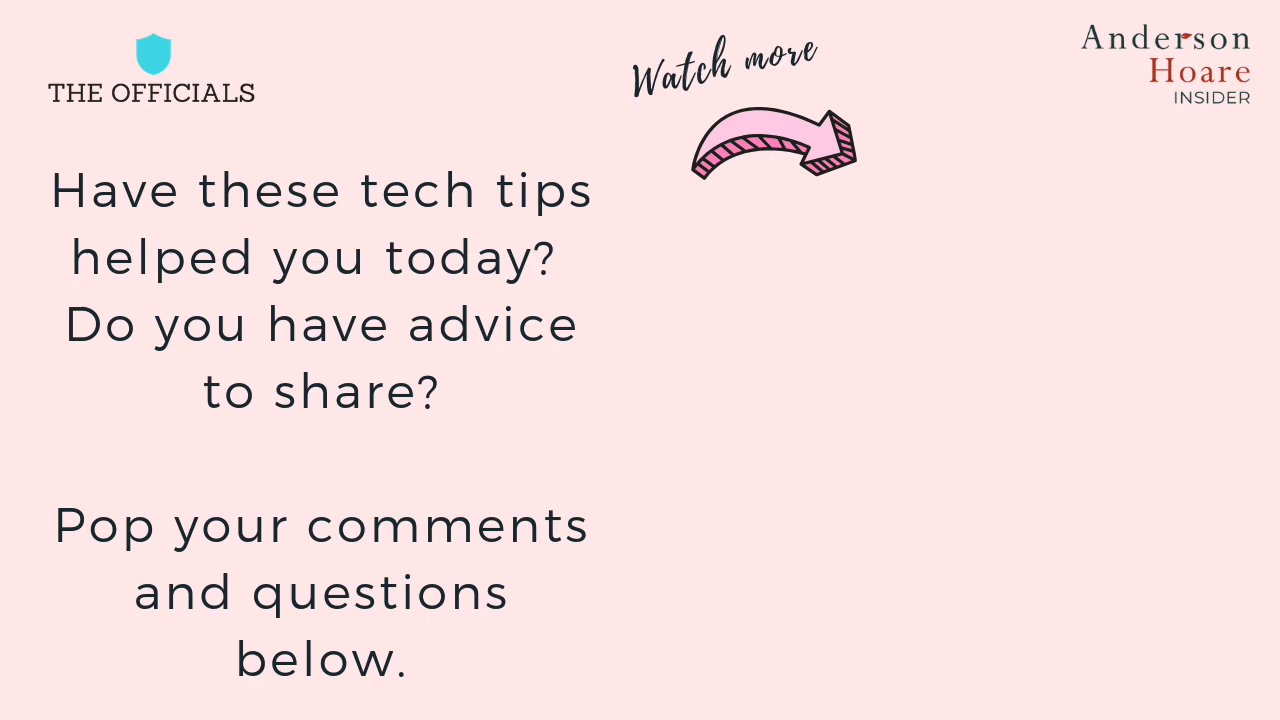 THE OFFICIALS
Watch more
Anderson
Hoare
INSIDER
Have these tech tips
helped you today?
Do you have advice
to share?
Pop your comments
and questions
below.